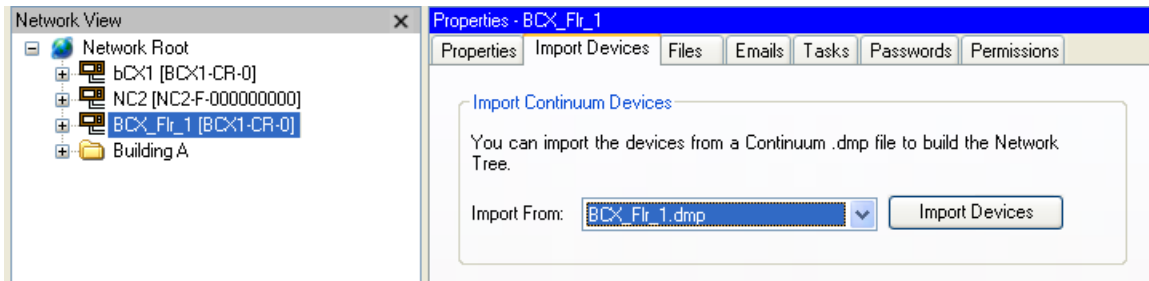 Network View
Network Root
bCX1 [BCX1-CR-0]
NC2 [NC2-F-000000000]
BCX_Flr_1 [BCX1-CR-0]
Building A
Properties - BCX_Flr_1
Properties Import Devices Files Emails Tasks Passwords Permissions
Import Continuum Devices
You can import the devices from a Continuum .dmp file to build the Network
Tree.
Import From: BCX_Flr_1.dmp Import Devices